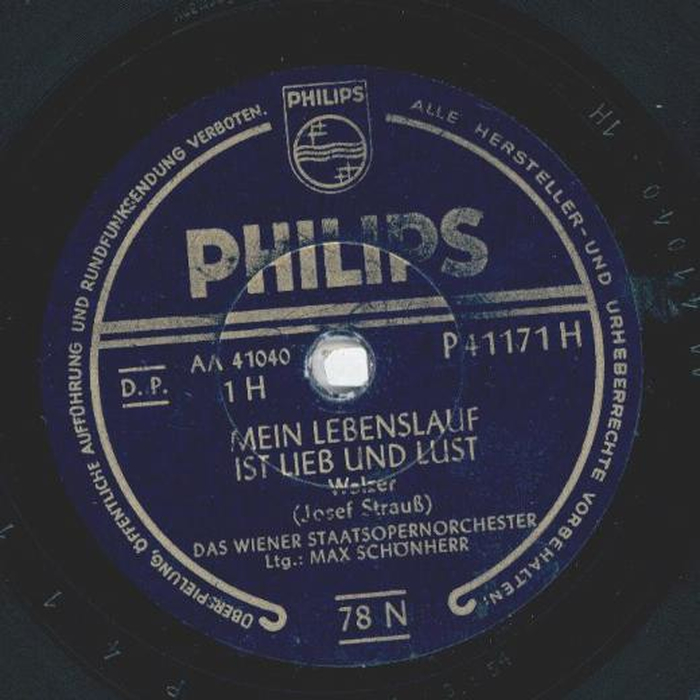 PHILIPS
ALLE HERSTELLER- UND URHEBERRECHTE VORBEHALTEN.
ÜBERSPIELUNG, ÖFFENTLICHE AUFFÜHRUNG UND RUNDFUNKSENDUNG VERBOTEN.
PHILIPS
AA 41040
P 41171 H
D.P.
1 H
MEIN LEBENSLAUF
IST LIEB UND LUST
Walzer
(Josef Strauß)
DAS WIENER STAATSOPERNORCHESTER
Ltg.: MAX SCHÖNHERR
78 N